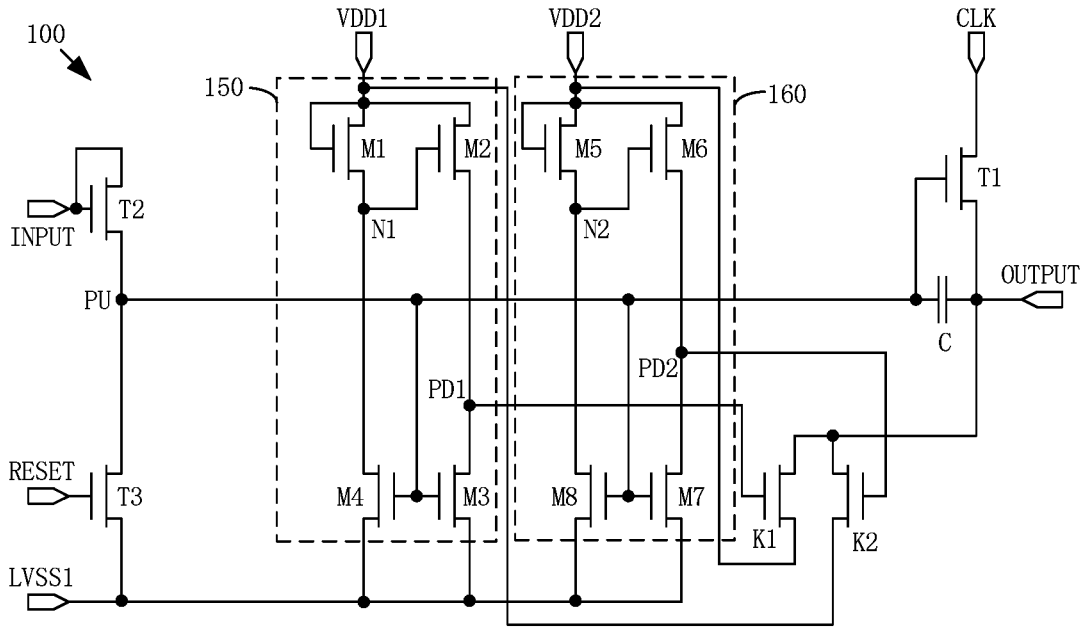 VDD1
VDD2
CLK
100
150
160
M1
M2
M5
M6
T1
T2
INPUT
N1
N2
OUTPUT
PU
C
PD2
PD1
RESET
T3
M4
M3
M8
M7
K1
K2
LVSS1